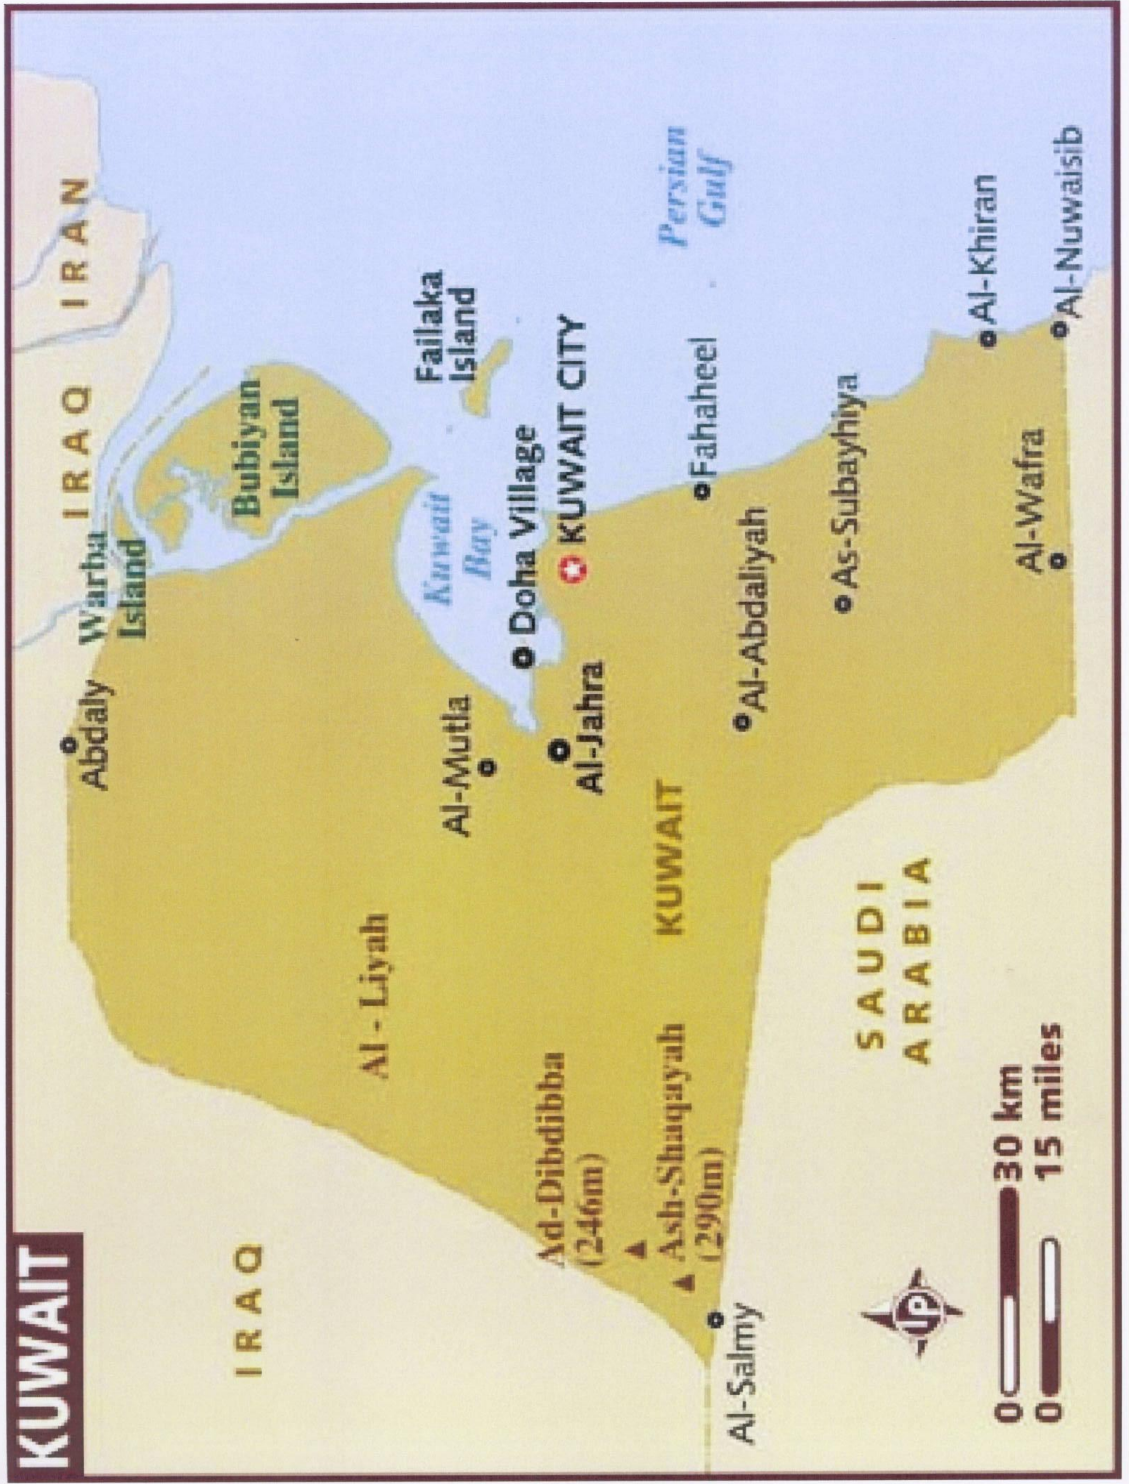 KUWAIT
IRAQ
IRAQ
IRAN
Abdaly
Warba
Island
Bubiyan
Island
Al - Liyah
Al-Mutla
Kuwait
Bay
Failaka
Island
Ad-Dibdibba
(246m)
Al-Jahra
Doha Village
KUWAIT CITY
Ash-Shaqayah
(290m)
KUWAIT
Fahaheel
Persian
Gulf
Al-Salmy
Al-Abdaliyah
SAUDI
ARABIA
As-Subayhiya
LP
Al-Khiran
0 30 km
0 15 miles
Al-Wafra
Al-Nuwaisib